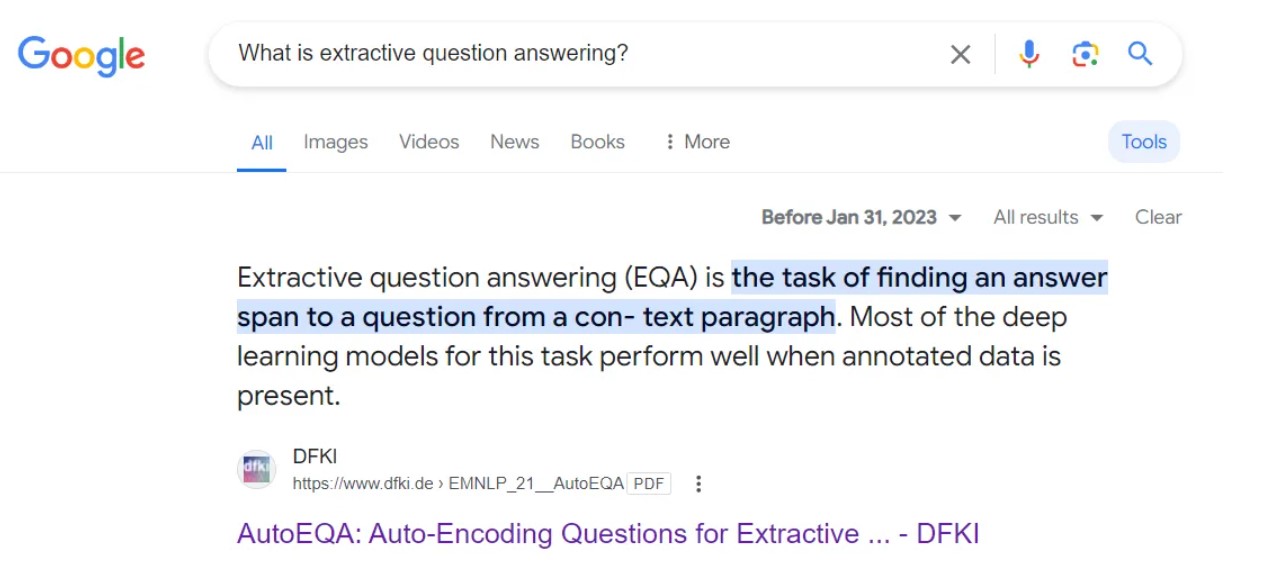 Google
What is extractive question answering?
All Images Videos News Books More Tools
Before Jan 31, 2023 All results Clear
Extractive question answering (EQA) is the task of finding an answer
span to a question from a con- text paragraph. Most of the deep
learning models for this task perform well when annotated data is
present.
dfki DFKI
https://www.dfki.de › EMNLP_21__AutoEQA PDF
AutoEQA: Auto-Encoding Questions for Extractive ... - DFKI